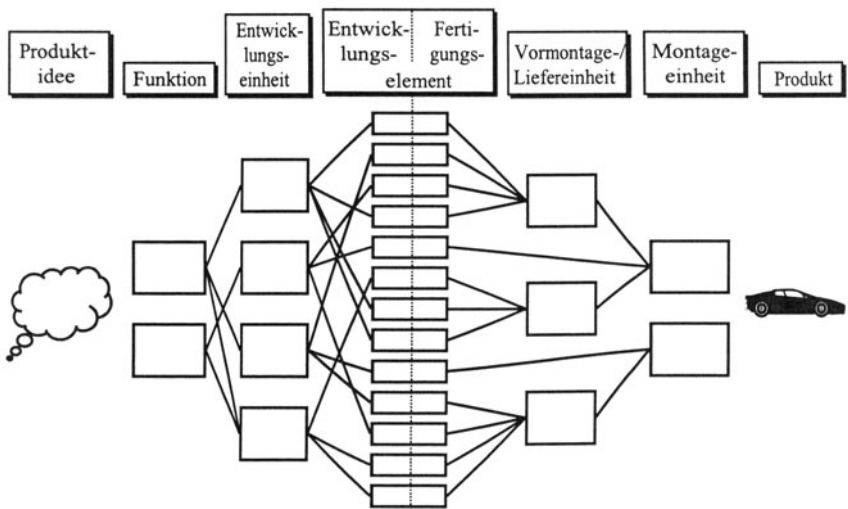 Produkt-
idee
Funktion
Entwick-
lungs-
einheit
Entwick-
lungs-
Ferti-
gungs-
element
Vormontage-/
Liefereinheit
Montage-
einheit
Produkt